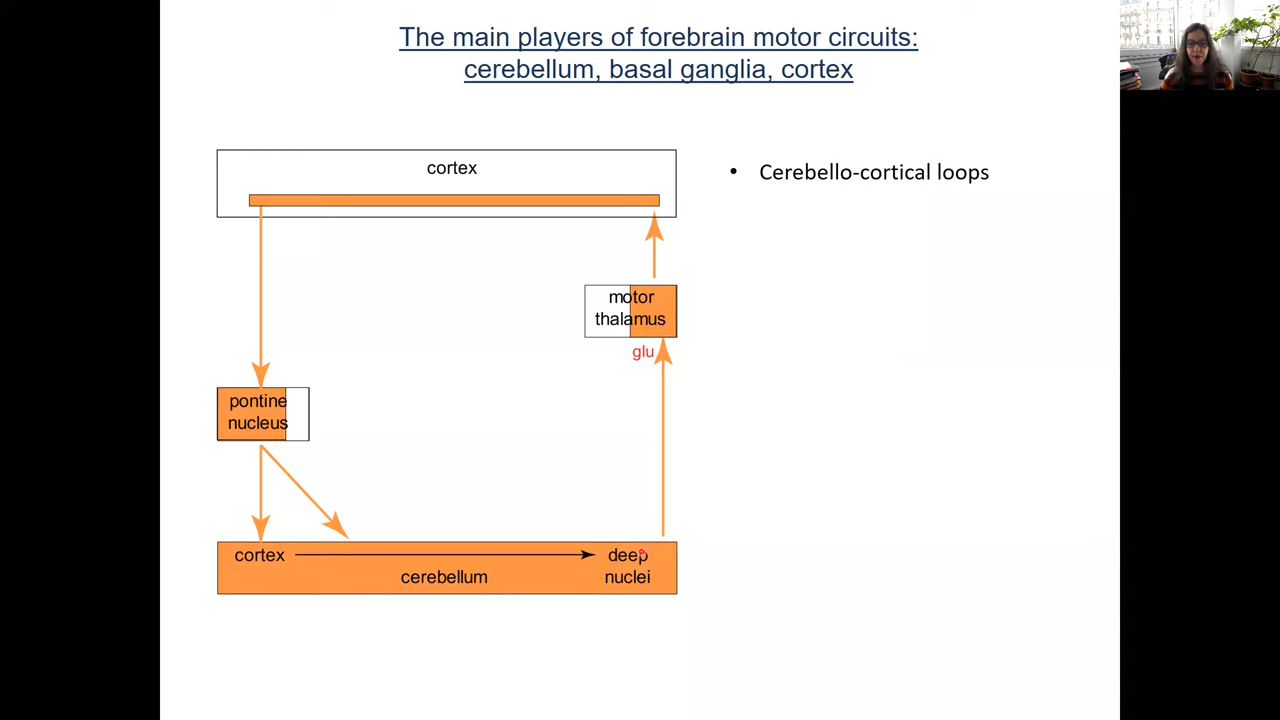 The main players of forebrain motor circuits:
cerebellum, basal ganglia, cortex
cortex
• Cerebello-cortical loops
motor
thalamus
glu
pontine
nucleus
cortex
deep
cerebellum
nuclei